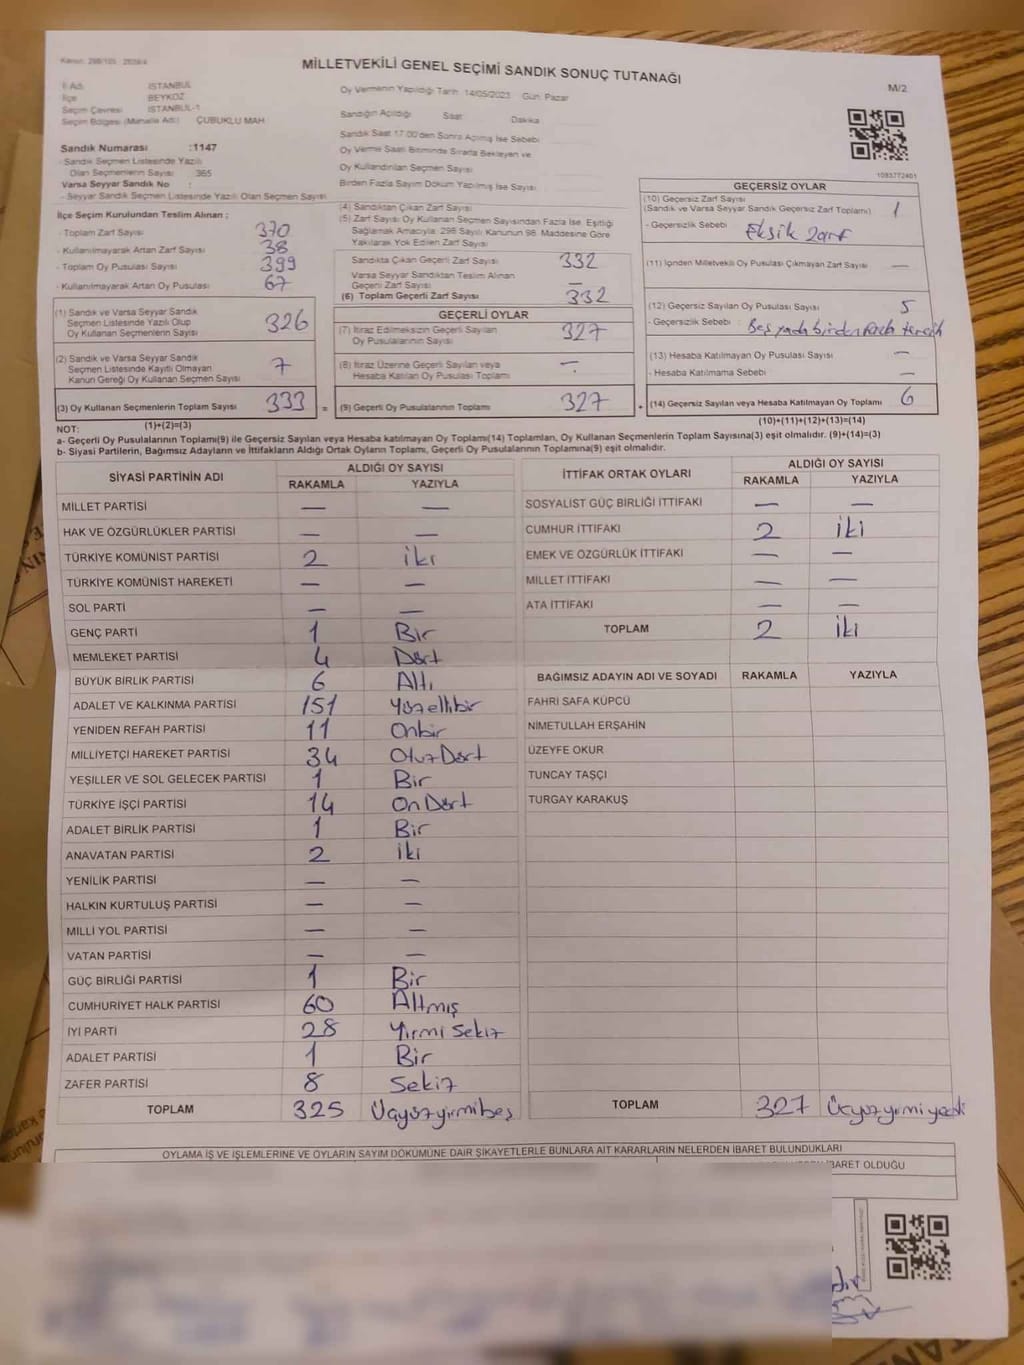 MİLLETVEKİLİ GENEL SEÇİMİ SANDIK SONUÇ TUTANAĞI
M/2
İl Adı İSTANBUL
İlçe BEYKOZ
Seçim Çevresi İSTANBUL-1
Seçim Bölgesi (Mahalle Adı) ÇUBUKLU MAH
Sandık Numarası :1147
- Sandık Seçmen Listesinde Yazılı
Olan Seçmenlerin Sayısı 365
Varsa Seyyar Sandık No :
- Seyyar Sandık Seçmen Listesinde Yazılı Olan Seçmen Sayısı
Oy Vermenin Yapıldığı Tarih: 14/05/2023 Gün: Pazar
Sandığın Açıldığı Saat Dakika
Sandık Saat 17.00'den Sonra Açılmış İse Sebebi
Oy Verme Saati Bitiminde Sırada Bekleyen ve
Oy Kullandırılan Seçmen Sayısı
Birden Fazla Sayım Döküm Yapılmış İse Sayısı
1093772401
İlçe Seçim Kurulundan Teslim Alınan ;
- Toplam Zarf Sayısı 370
- Kullanılmayarak Artan Zarf Sayısı 38
- Toplam Oy Pusulası Sayısı 399
- Kullanılmayarak Artan Oy Pusulası 67
(1) Sandık ve Varsa Seyyar Sandık
Seçmen Listesinde Yazılı Olup
Oy Kullanan Seçmenlerin Sayısı 326
(2) Sandık ve Varsa Seyyar Sandık
Seçmen Listesinde Kayıtlı Olmayan
Kanun Gereği Oy Kullanan Seçmen Sayısı 7
(3) Oy Kullanan Seçmenlerin Toplam Sayısı 333 =
(1)+(2)=(3)
(4) Sandıktan Çıkan Zarf Sayısı
(5) Zarf Sayısı Oy Kullanan Seçmen Sayısından Fazla İse, Eşitliği
Sağlamak Amacıyla; 298 Sayılı Kanunun 98. Maddesine Göre
Yakılarak Yok Edilen Zarf Sayısı
Sandıkta Çıkan Geçerli Zarf Sayısı 332
Varsa Seyyar Sandıktan Teslim Alınan
Geçerli Zarf Sayısı —
(6) Toplam Geçerli Zarf Sayısı 332
GEÇERLİ OYLAR
(7) İtiraz Edilmeksizin Geçerli Sayılan
Oy Pusulalarının Sayısı 327
(8) İtiraz Üzerine Geçerli Sayılan veya
Hesaba Katılan Oy Pusulası Toplamı —
(9) Geçerli Oy Pusulalarının Toplamı 327 +
GEÇERSİZ OYLAR
(10) Geçersiz Zarf Sayısı
(Sandık ve Varsa Seyyar Sandık Geçersiz Zarf Toplamı) 1
- Geçersizlik Sebebi : Eksik Zarf
(11) İçinden Milletvekili Oy Pusulası Çıkmayan Zarf Sayısı —
(12) Geçersiz Sayılan Oy Pusulası Sayısı 5
- Geçersizlik Sebebi : Beş yada birden fazla tercih
(13) Hesaba Katılmayan Oy Pusulası Sayısı —
- Hesaba Katılmama Sebebi —
(14) Geçersiz Sayılan veya Hesaba Katılmayan Oy Toplamı 6
(10)+(11)+(12)+(13)=(14)
NOT:
a- Geçerli Oy Pusulalarının Toplamı(9) ile Geçersiz Sayılan veya Hesaba katılmayan Oy Toplamı(14) Toplamları, Oy Kullanan Seçmenlerin Toplam Sayısına(3) eşit olmalıdır. (9)+(14)=(3)
b- Siyasi Partilerin, Bağımsız Adayların ve İttifakların Aldığı Oy Toplamı, Geçerli Oy Pusulalarının Toplamına(9) eşit olmalıdır.
SİYASİ PARTİNİN ADI ALDIĞI OY SAYISI
RAKAMLA YAZIYLA
MİLLET PARTİSİ — —
HAK VE ÖZGÜRLÜKLER PARTİSİ — —
TÜRKİYE KOMÜNİST PARTİSİ 2 iki
TÜRKİYE KOMÜNİST HAREKETİ — —
SOL PARTİ — —
GENÇ PARTİ 1 Bir
MEMLEKET PARTİSİ 4 Dört
BÜYÜK BİRLİK PARTİSİ 6 Altı
ADALET VE KALKINMA PARTİSİ 151 Yüzellibir
YENİDEN REFAH PARTİSİ 11 Onbir
MİLLİYETÇİ HAREKET PARTİSİ 34 OtuzDört
YEŞİLLER VE SOL GELECEK PARTİSİ 1 Bir
TÜRKİYE İŞÇİ PARTİSİ 14 OnDört
ADALET BİRLİK PARTİSİ 1 Bir
ANAVATAN PARTİSİ 2 iki
YENİLİK PARTİSİ — —
HALKIN KURTULUŞ PARTİSİ — —
MİLLİ YOL PARTİSİ — —
VATAN PARTİSİ — —
GÜÇ BİRLİĞİ PARTİSİ 1 Bir
CUMHURİYET HALK PARTİSİ 60 Altmış
İYİ PARTİ 28 Yirmi Sekiz
ADALET PARTİSİ 1 Bir
ZAFER PARTİSİ 8 Sekiz
TOPLAM 325 Üçyüzyirmibeş
İTTİFAK ORTAK OYLARI ALDIĞI OY SAYISI
RAKAMLA YAZIYLA
SOSYALİST GÜÇ BİRLİĞİ İTTİFAKI — —
CUMHUR İTTİFAKI 2 iki
EMEK VE ÖZGÜRLÜK İTTİFAKI — —
MİLLET İTTİFAKI — —
ATA İTTİFAKI — —
TOPLAM 2 iki
BAĞIMSIZ ADAYIN ADI VE SOYADI RAKAMLA YAZIYLA
FAHRİ SAFA KÜPCÜ
NİMETULLAH ERŞAHİN
ÜZEYFE OKUR
TUNCAY TAŞÇI
TURGAY KARAKUŞ
TOPLAM 327 Üçyüzyirmiyedi
OYLAMA İŞ VE İŞLEMLERİNE VE OYLARIN SAYIM DÖKÜMÜNE DAİR ŞİKAYETLERLE BUNLARA AİT KARARLARIN NELERDEN İBARET BULUNDUKLARI
İBARET OLDUĞU